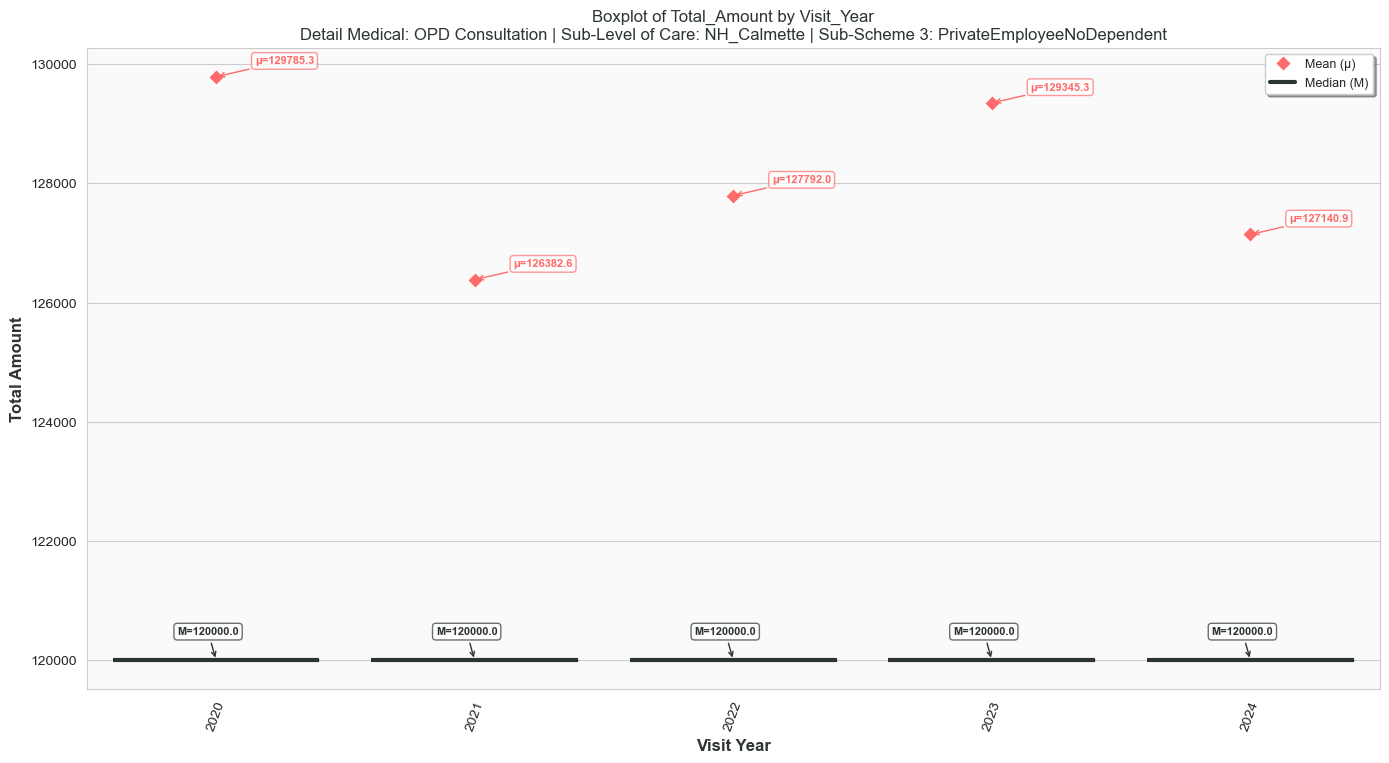 Boxplot of Total_Amount by Visit_Year
Detail Medical: OPD Consultation | Sub-Level of Care: NH_Calmette | Sub-Scheme 3: PrivateEmployeeNoDependent
Mean (μ)
Median (M)
Total Amount
130000
128000
126000
124000
122000
120000
μ=129785.3
μ=126382.6
μ=127792.0
μ=129345.3
μ=127140.9
M=120000.0
M=120000.0
M=120000.0
M=120000.0
M=120000.0
2020
2021
2022
2023
2024
Visit Year